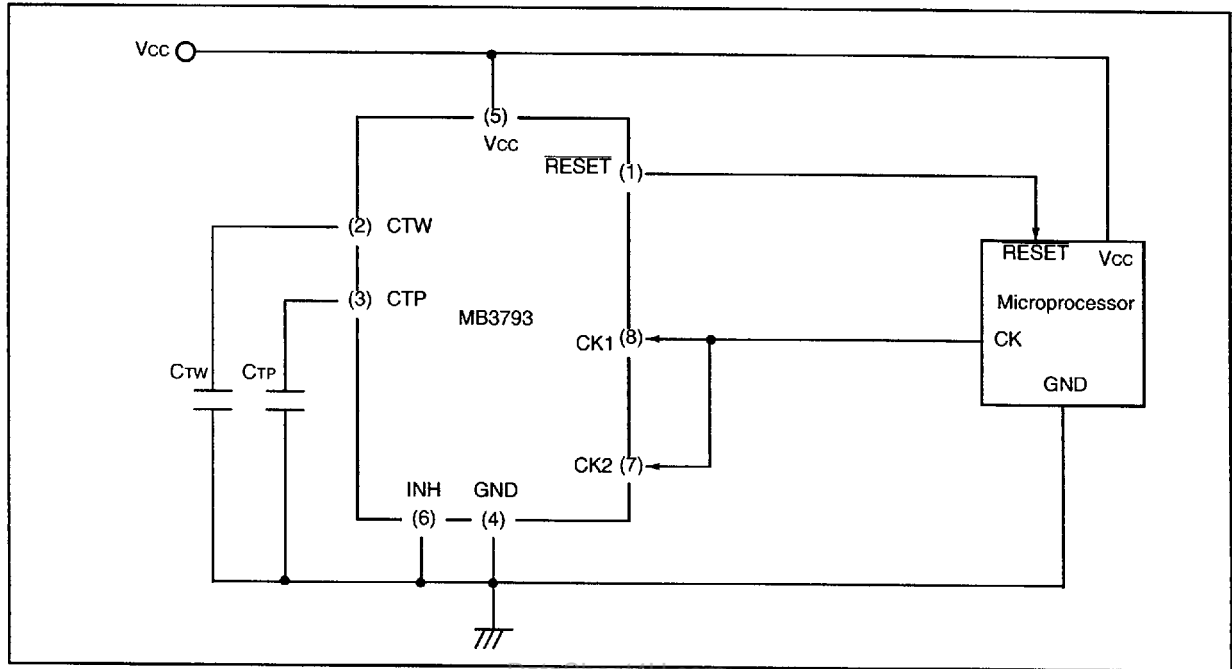 Vcc
(5)
Vcc
RESET (1)
(2) CTW
RESET Vcc
(3) CTP
Microprocessor
MB3793
CK1 (8)
CK
CTW CTP
GND
CK2 (7)
INH GND
(6) (4)